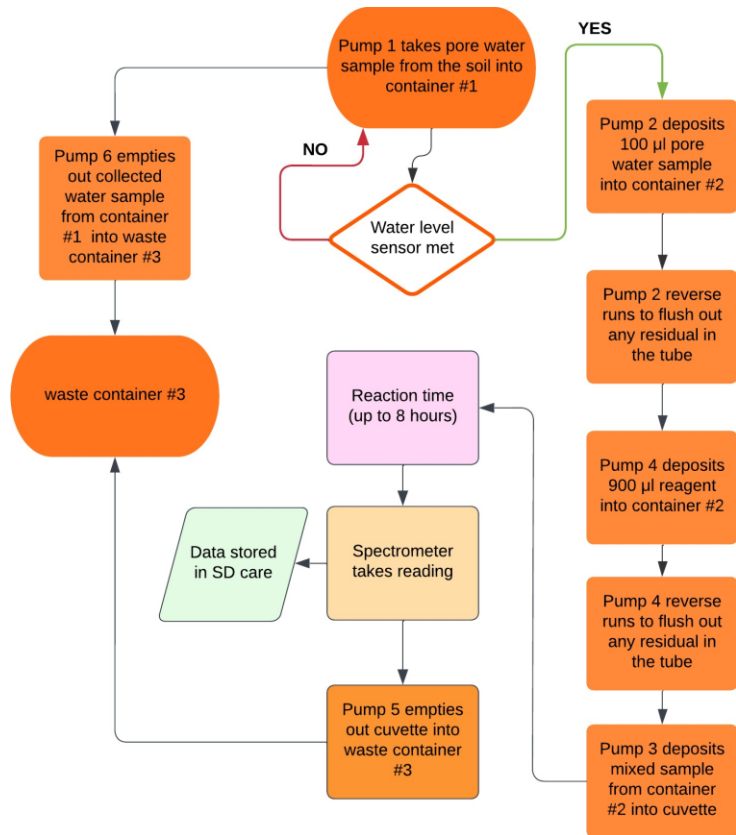 Pump 1 takes pore water
sample from the soil into
container #1
YES
NO
Water level
sensor met
Pump 6 empties
out collected
water sample
from container
#1 into waste
container #3
waste container #3
Pump 2 deposits
100 µl pore
water sample
into container #2
Pump 2 reverse
runs to flush out
any residual in
the tube
Pump 4 deposits
900 µl reagent
into container #2
Pump 4 reverse
runs to flush out
any residual in
the tube
Pump 3 deposits
mixed sample
from container
#2 into cuvette
Reaction time
(up to 8 hours)
Spectrometer
takes reading
Data stored
in SD care
Pump 5 empties
out cuvette into
waste container
#3